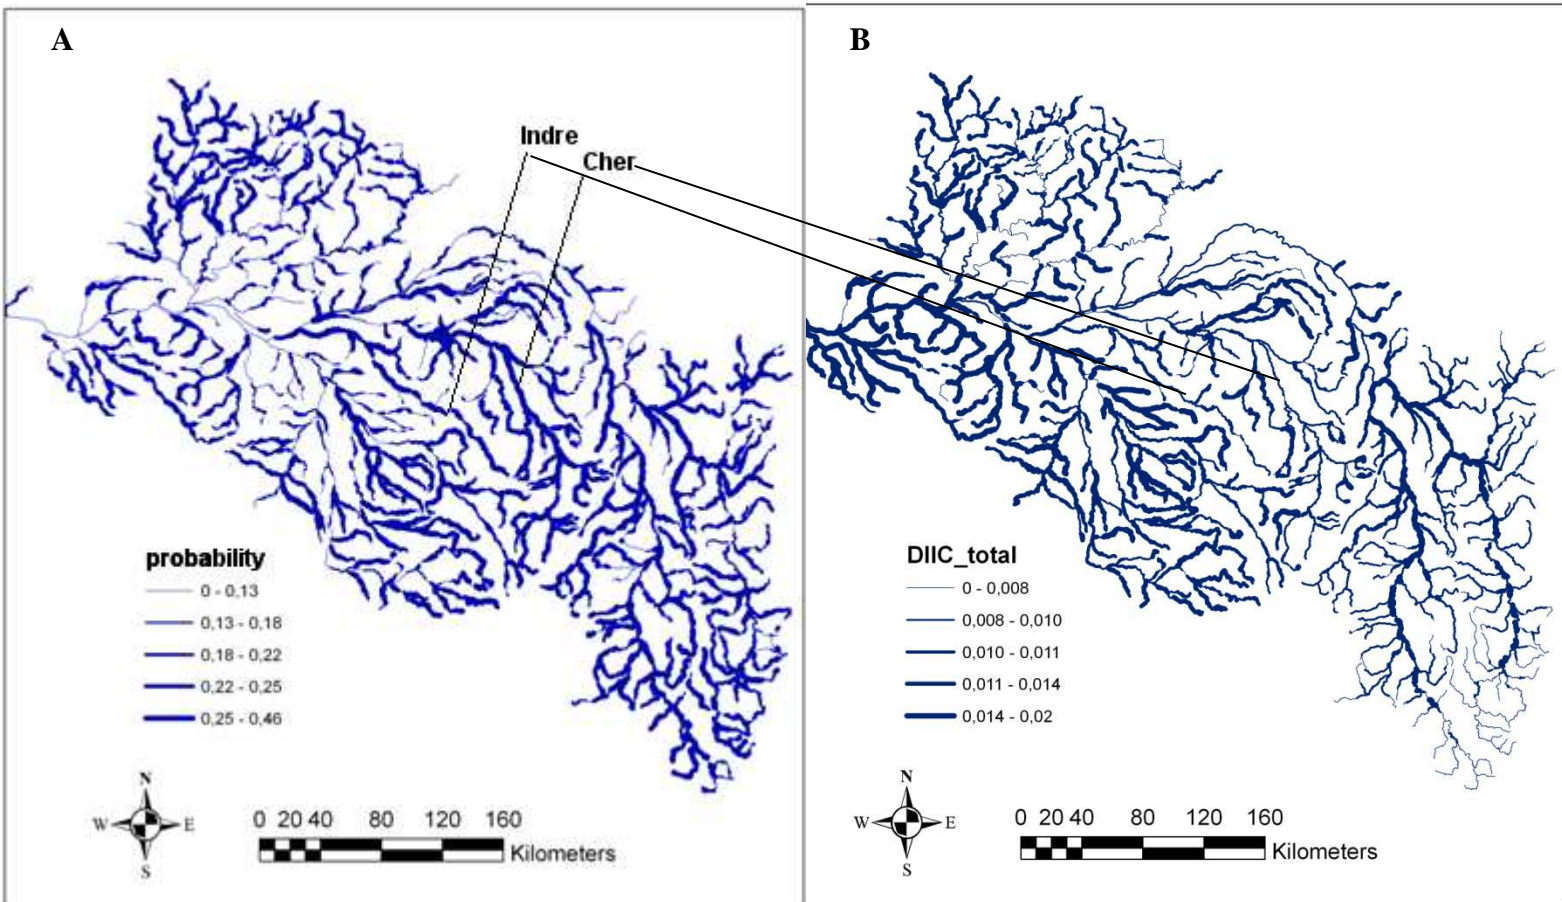 A
Indre
Cher
probability
0 - 0,13
0,13 - 0,18
0,18 - 0,22
0,22 - 0,25
0,25 - 0,46
N
W E
S
0 20 40 80 120 160
Kilometers
B
DIIC_total
0 - 0,008
0,008 - 0,010
0,010 - 0,011
0,011 - 0,014
0,014 - 0,02
N
W E
S
0 20 40 80 120 160
Kilometers